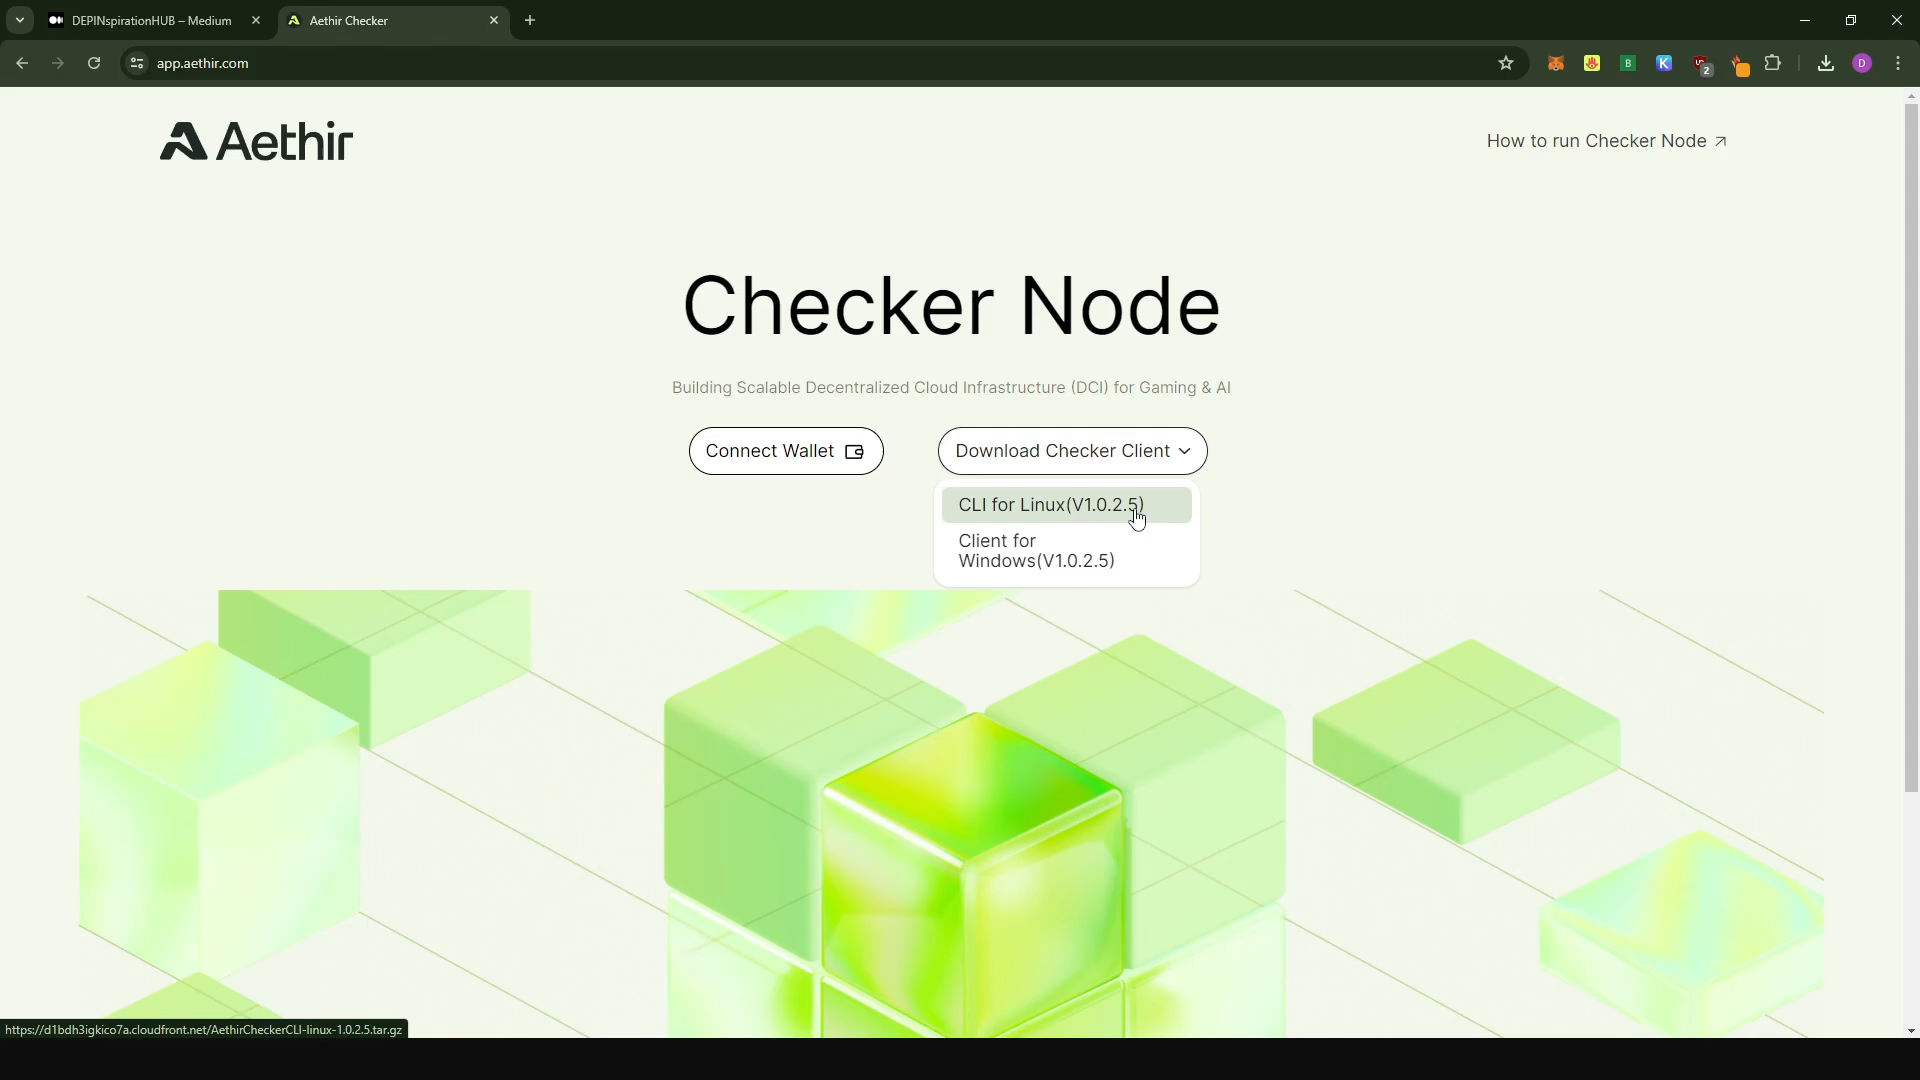 DEPINspirationHUB – Medium
Aethir Checker
app.aethir.com
B
K
2
D
Aethir
How to run Checker Node
Checker Node
Building Scalable Decentralized Cloud Infrastructure (DCI) for Gaming & AI
Connect Wallet
Download Checker Client
CLI for Linux(V1.0.2.5)
Client for
Windows(V1.0.2.5)
https://d1bdh3igkico7a.cloudfront.net/AethirCheckerCLI-linux-1.0.2.5.tar.gz